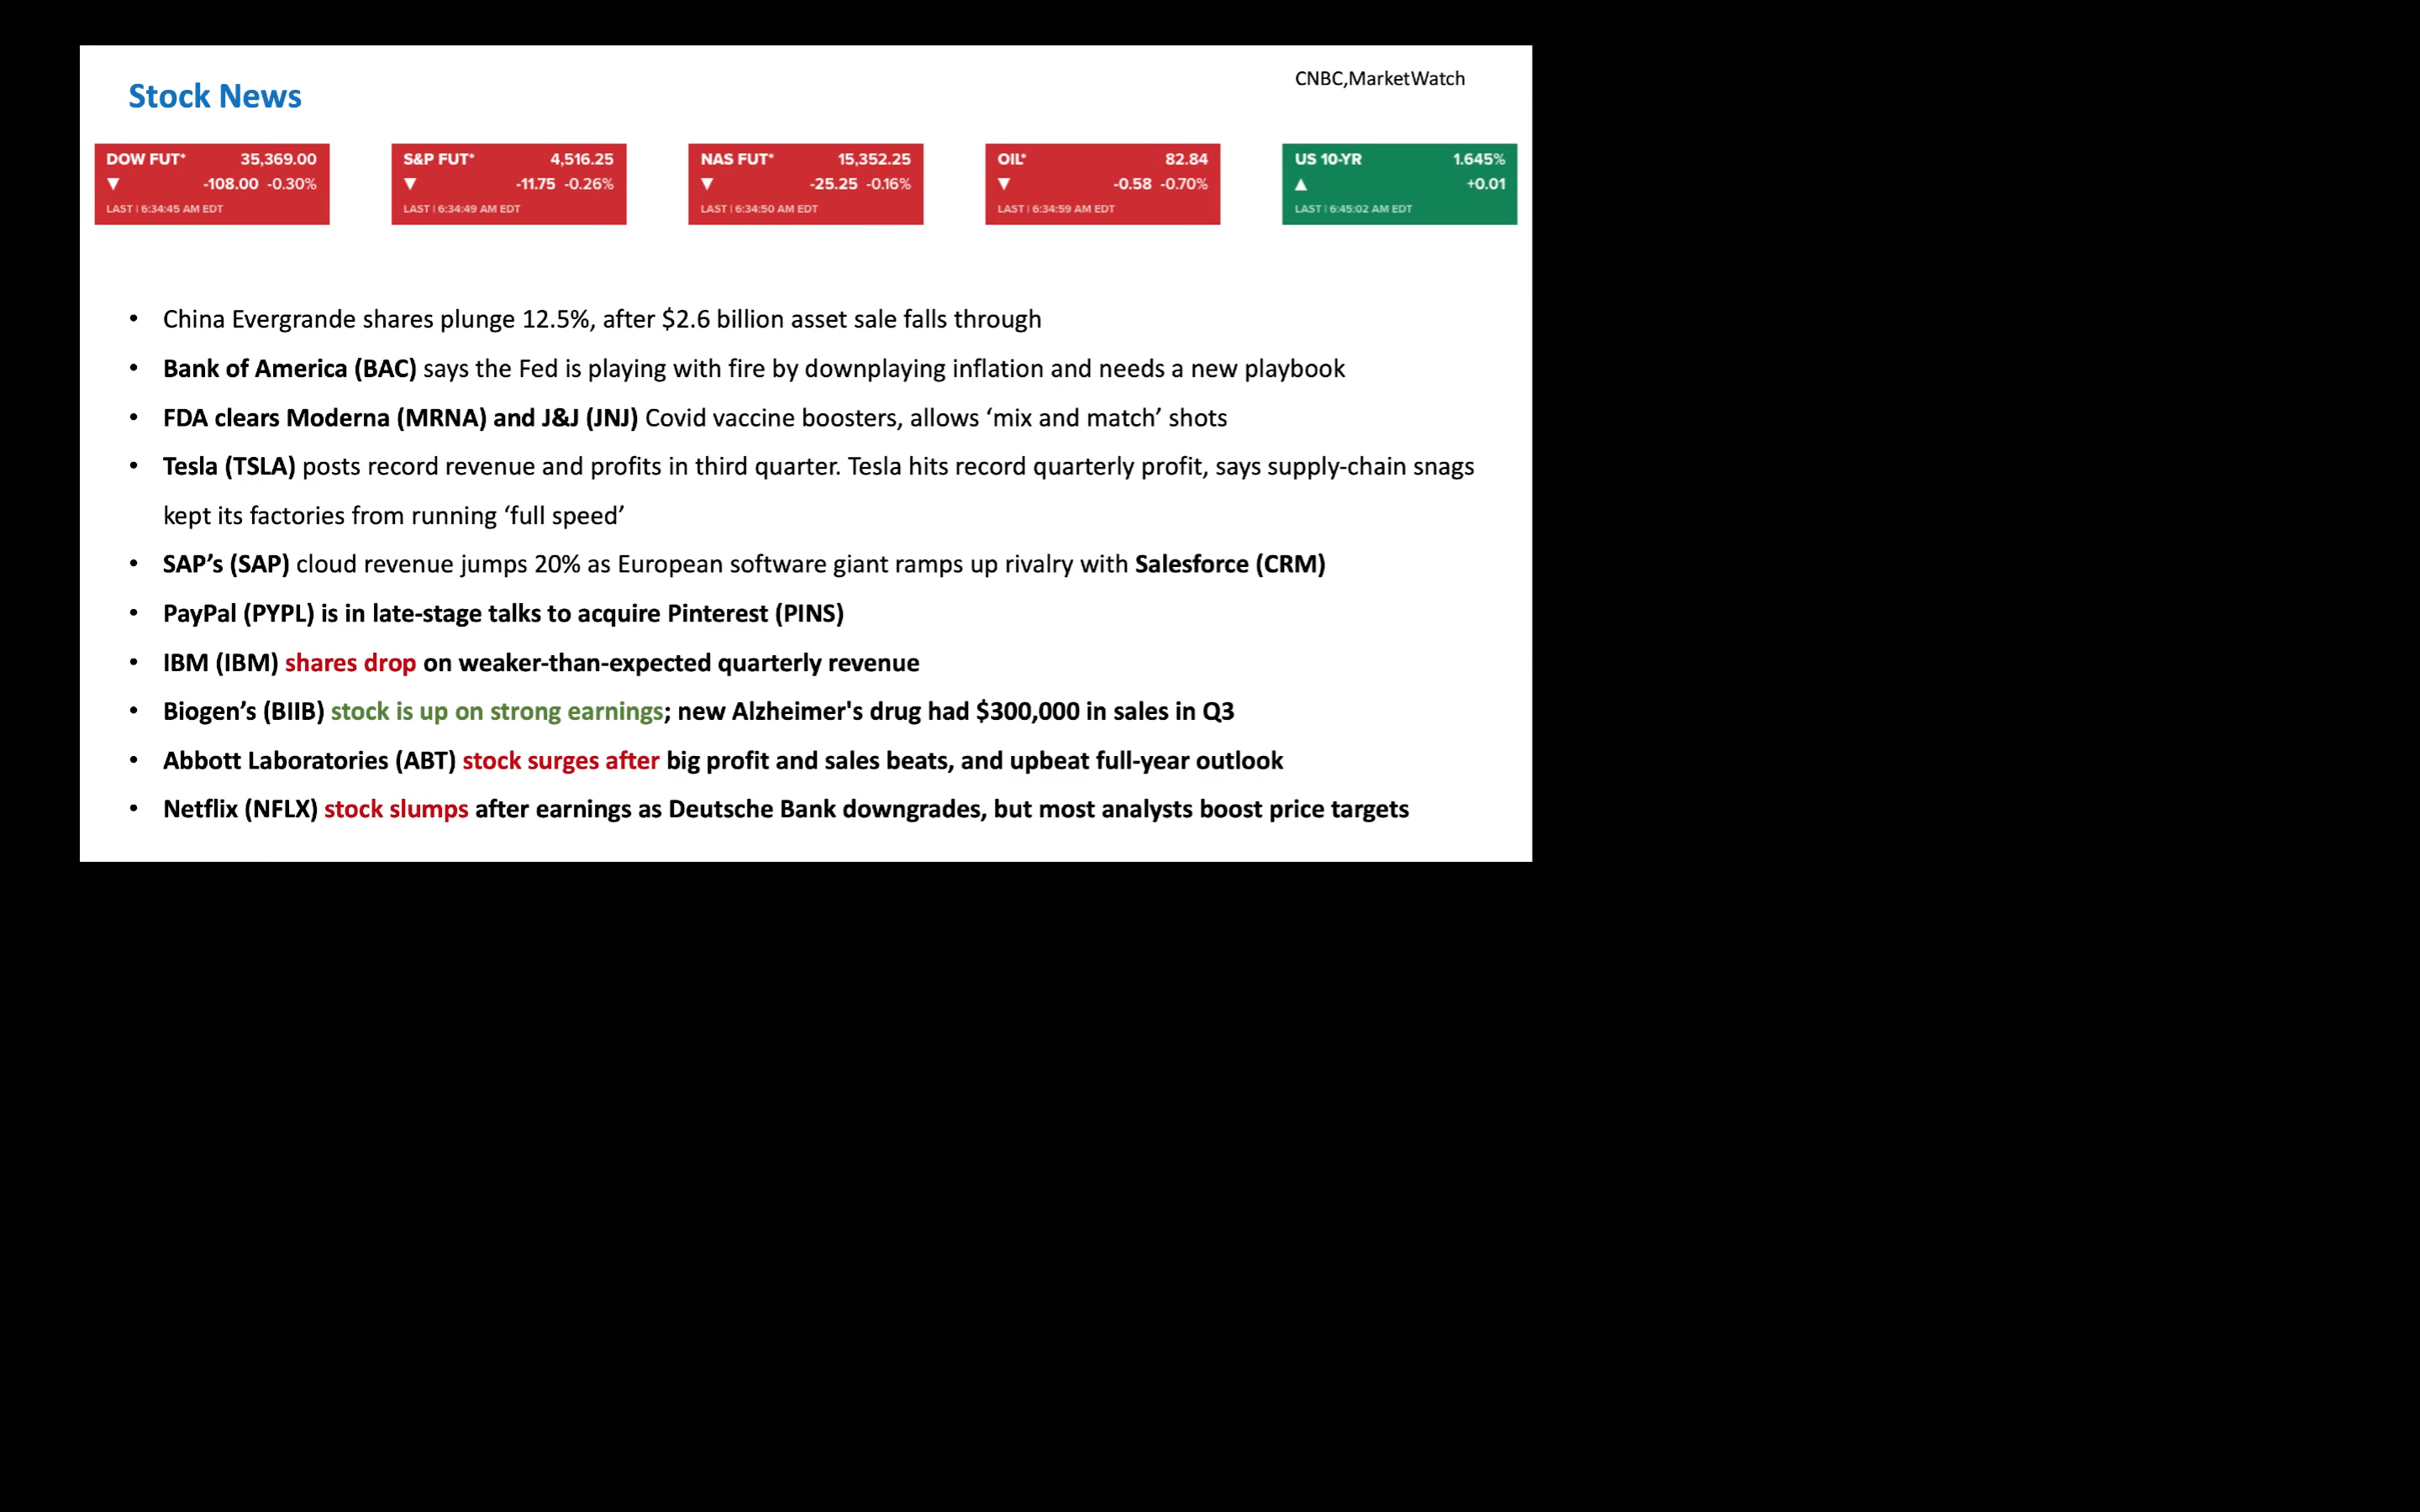 Stock News
CNBC,MarketWatch
DOW FUT* 35,369.00
▼ -108.00 -0.30%
LAST | 6:34:45 AM EDT
S&P FUT* 4,516.25
▼ -11.75 -0.26%
LAST | 6:34:49 AM EDT
NAS FUT* 15,352.25
▼ -25.25 -0.16%
LAST | 6:34:50 AM EDT
OIL* 82.84
▼ -0.58 -0.70%
LAST | 6:34:59 AM EDT
US 10-YR 1.645%
▲ +0.01
LAST | 6:45:02 AM EDT
• China Evergrande shares plunge 12.5%, after $2.6 billion asset sale falls through
• Bank of America (BAC) says the Fed is playing with fire by downplaying inflation and needs a new playbook
• FDA clears Moderna (MRNA) and J&J (JNJ) Covid vaccine boosters, allows ‘mix and match’ shots
• Tesla (TSLA) posts record revenue and profits in third quarter. Tesla hits record quarterly profit, says supply-chain snags
kept its factories from running ‘full speed’
• SAP’s (SAP) cloud revenue jumps 20% as European software giant ramps up rivalry with Salesforce (CRM)
• PayPal (PYPL) is in late-stage talks to acquire Pinterest (PINS)
• IBM (IBM) shares drop on weaker-than-expected quarterly revenue
• Biogen’s (BIIB) stock is up on strong earnings; new Alzheimer's drug had $300,000 in sales in Q3
• Abbott Laboratories (ABT) stock surges after big profit and sales beats, and upbeat full-year outlook
• Netflix (NFLX) stock slumps after earnings as Deutsche Bank downgrades, but most analysts boost price targets